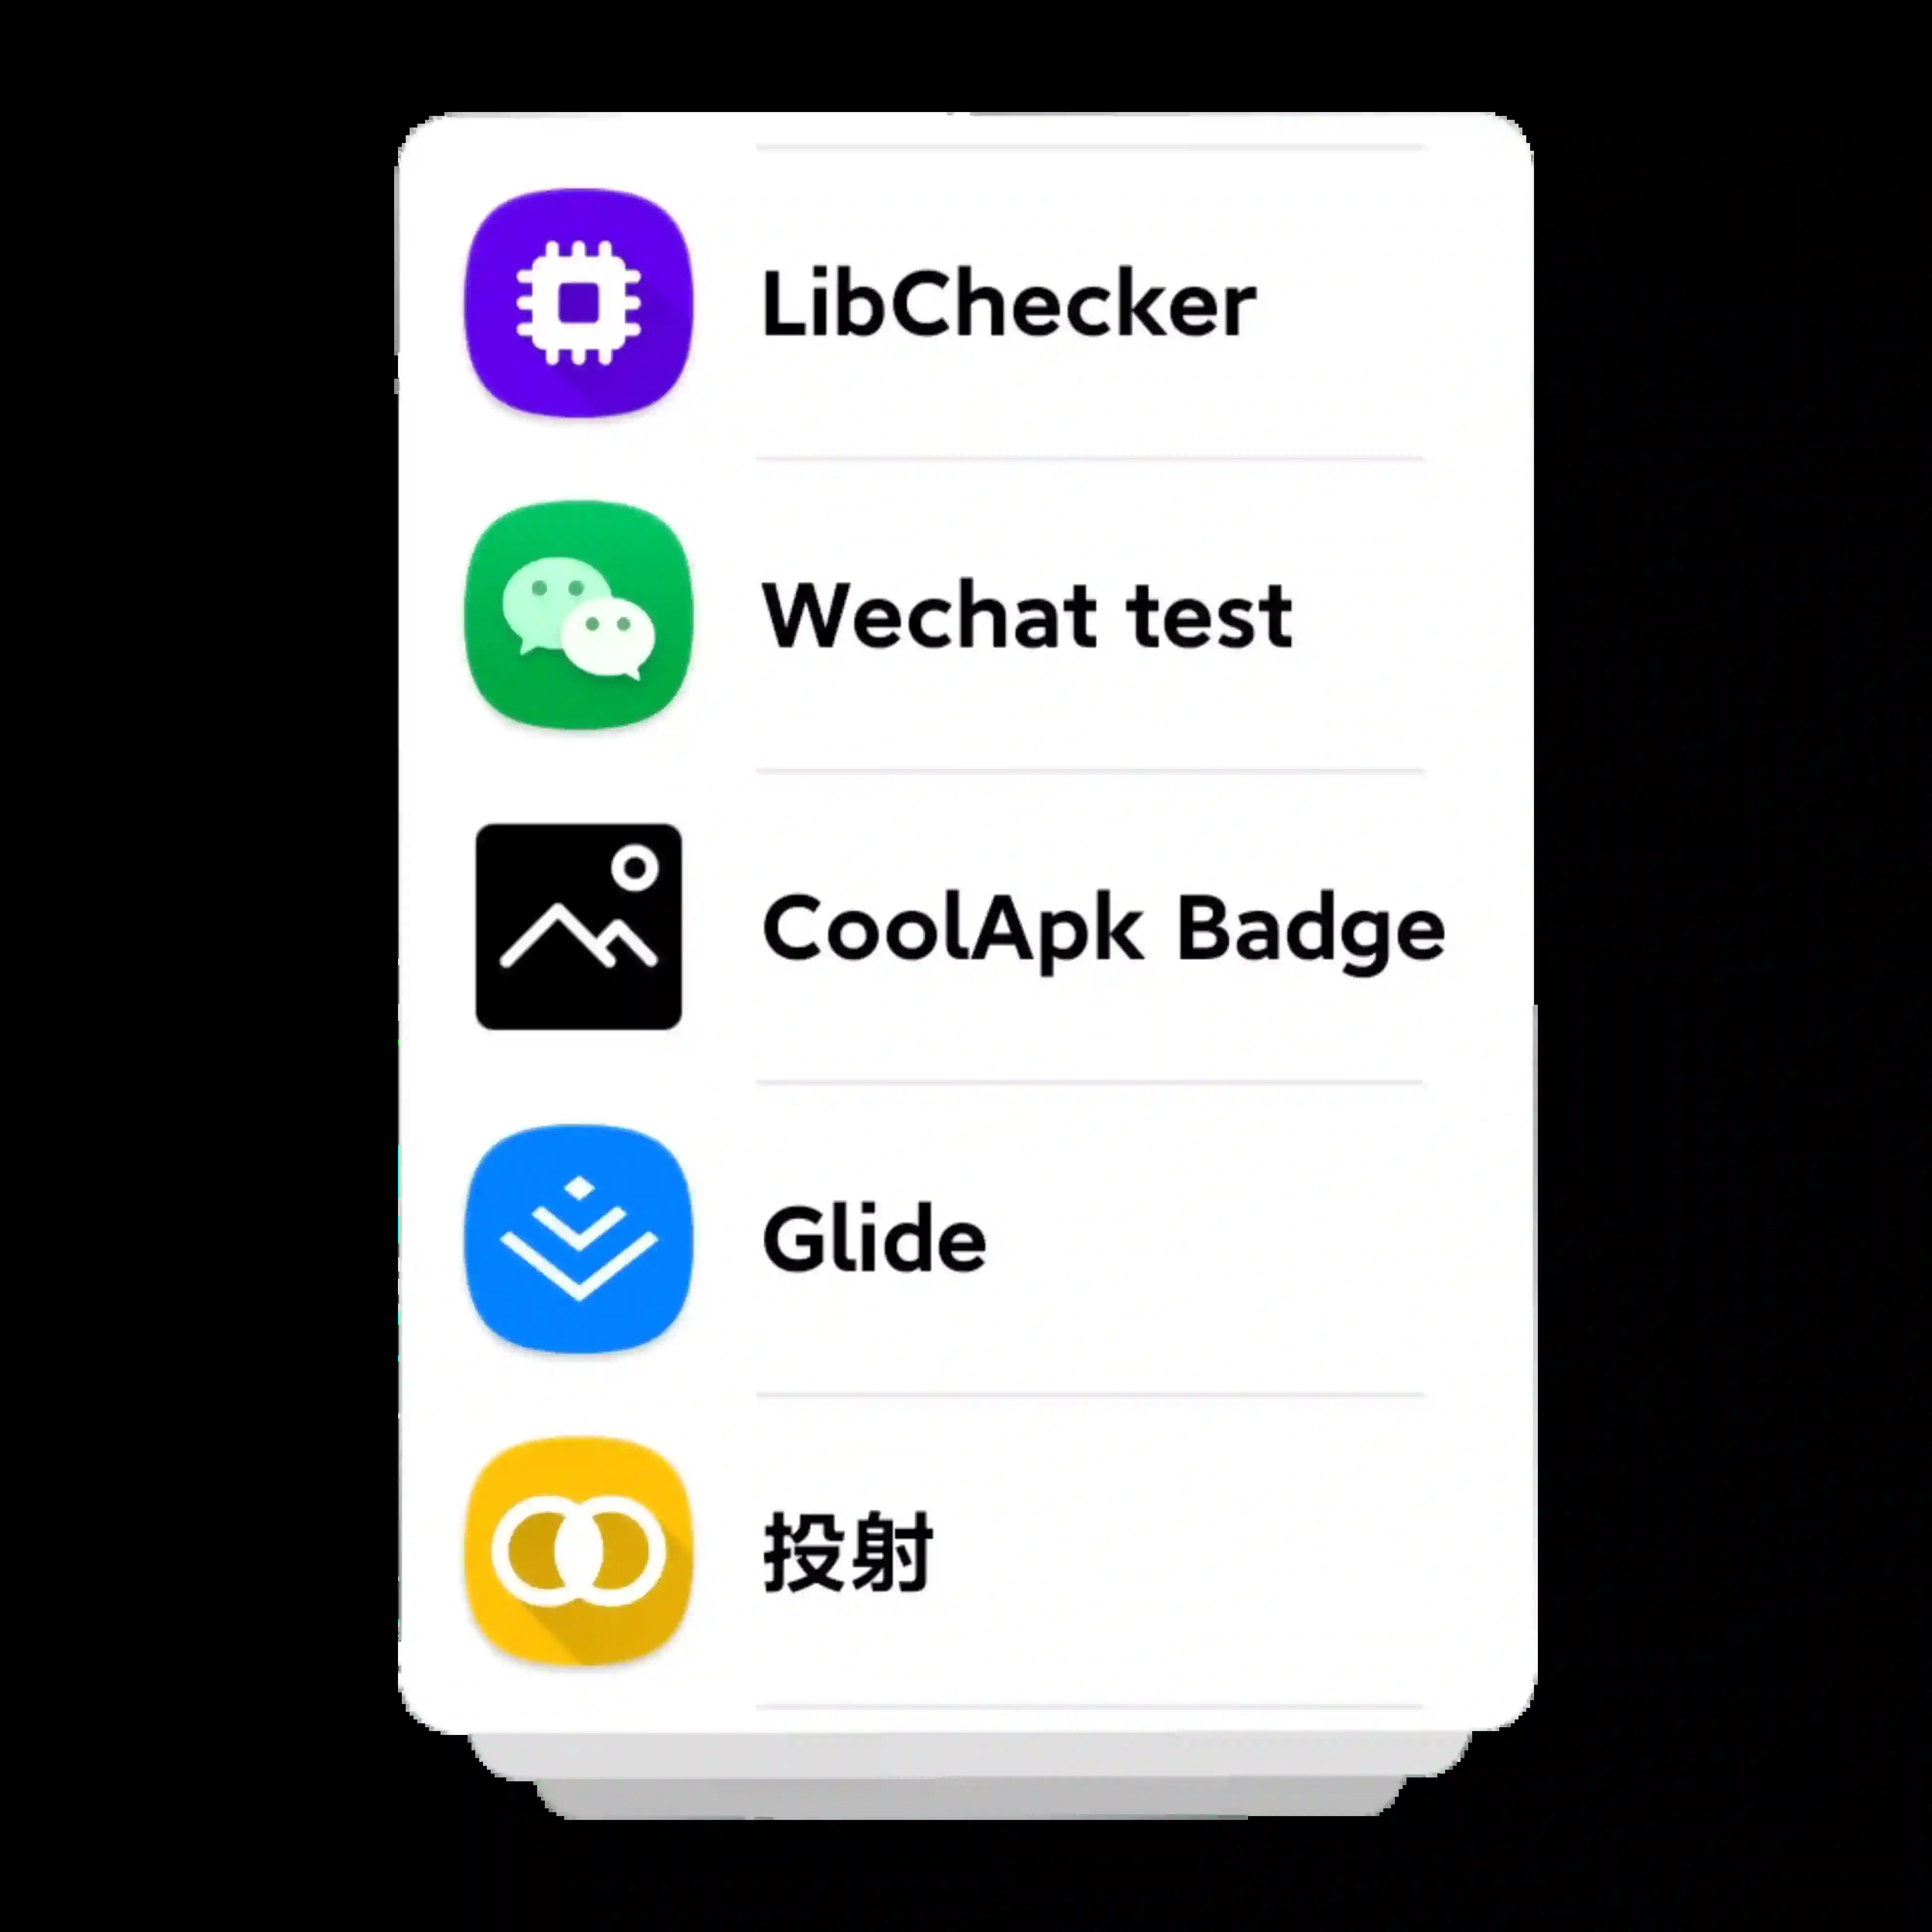 LibChecker
Wechat test
CoolApk Badge
Glide
投射